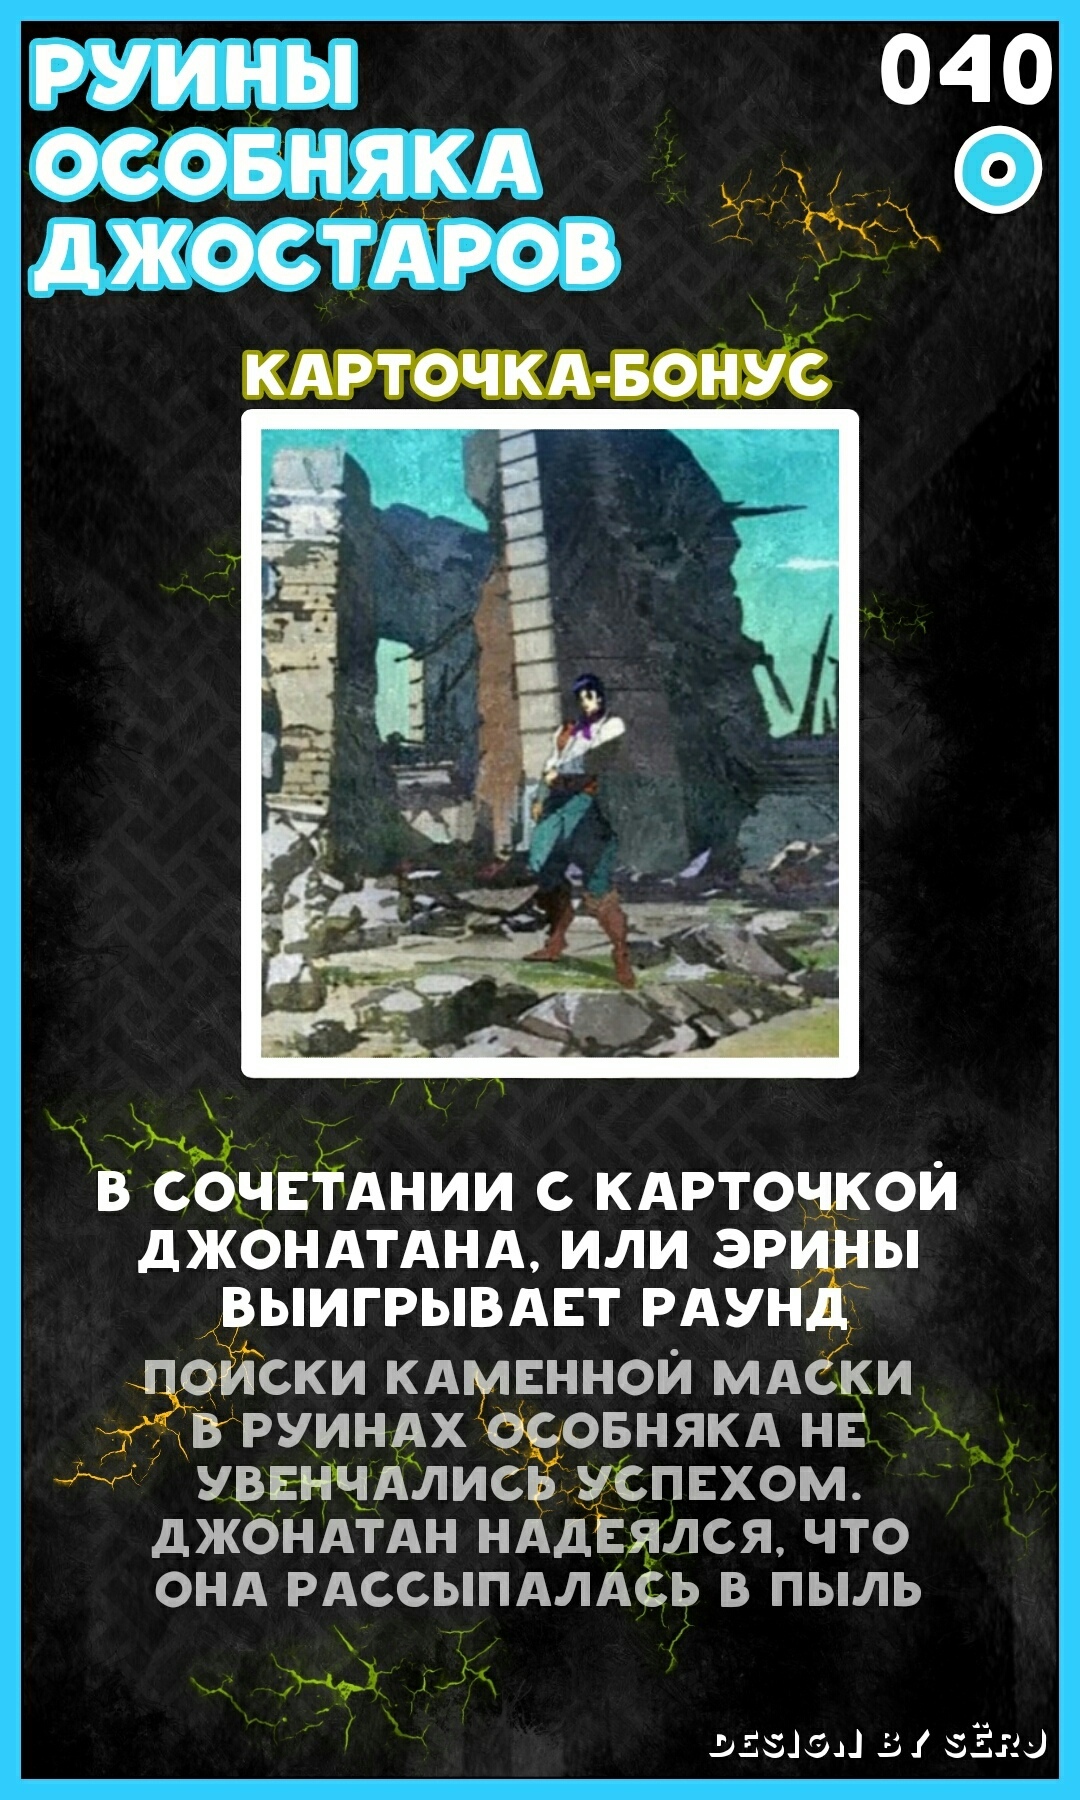 РУИНЫ
ОСОБНЯКА
ДЖОСТАРОВ
040
КАРТОЧКА-БОНУС
В СОЧЕТАНИИ С КАРТОЧКОЙ
ДЖОНАТАНА, ИЛИ ЭРИНЫ
ВЫИГРЫВАЕТ РАУНД
ПОИСКИ КАМЕННОЙ МАСКИ
В РУИНАХ ОСОБНЯКА НЕ
УВЕНЧАЛИСЬ УСПЕХОМ.
ДЖОНАТАН НАДЕЯЛСЯ, ЧТО
ОНА РАССЫПАЛАСЬ В ПЫЛЬ
DESIGN BY SЁRJ